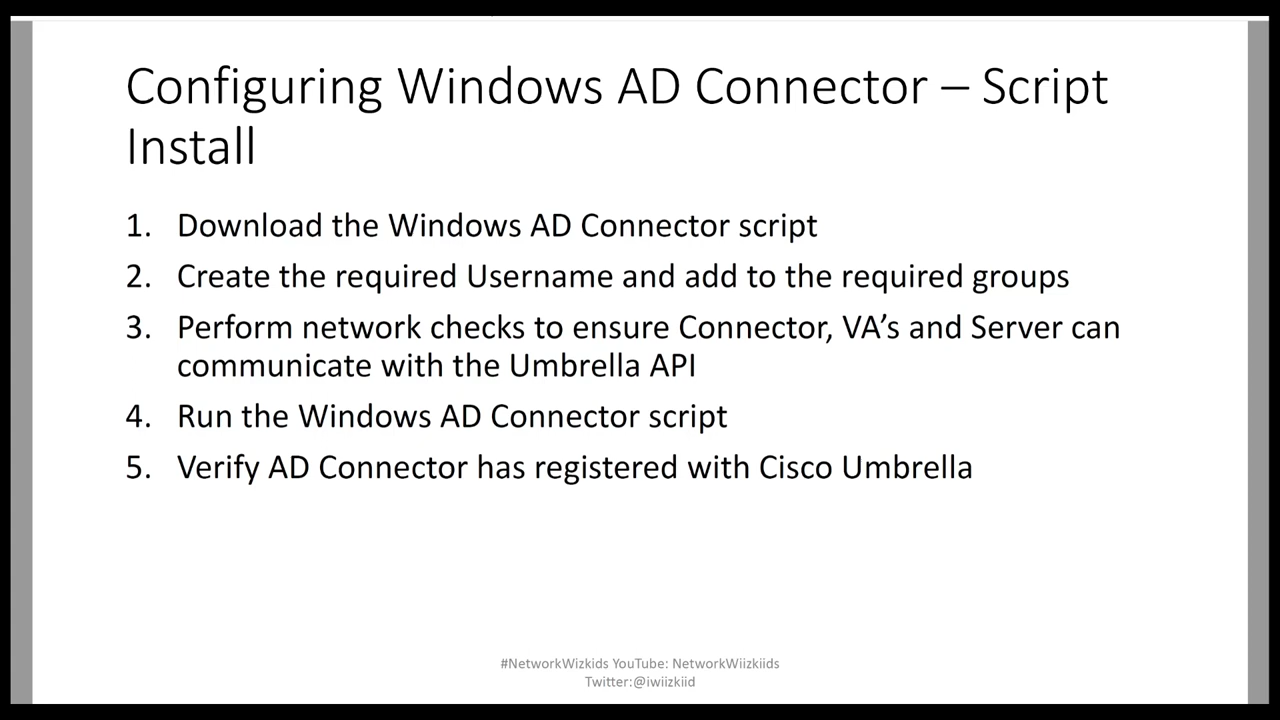 Configuring Windows AD Connector – Script
Install
1. Download the Windows AD Connector script
2. Create the required Username and add to the required groups
3. Perform network checks to ensure Connector, VA’s and Server can
communicate with the Umbrella API
4. Run the Windows AD Connector script
5. Verify AD Connector has registered with Cisco Umbrella
#NetworkWizkids YouTube: NetworkWiizkiids
Twitter:@iwiizkiid